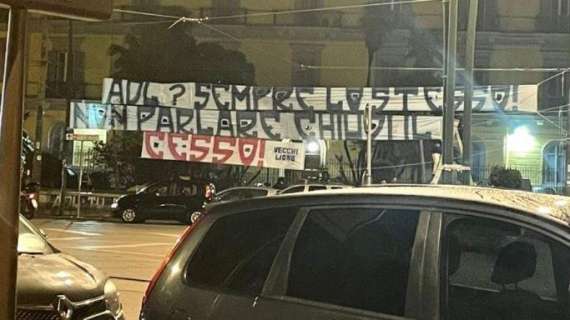 ADL? SEMPRE LO STESSO!
NON PARLARE CHIUDI IL
CESSO!
VECCHI
LIONS